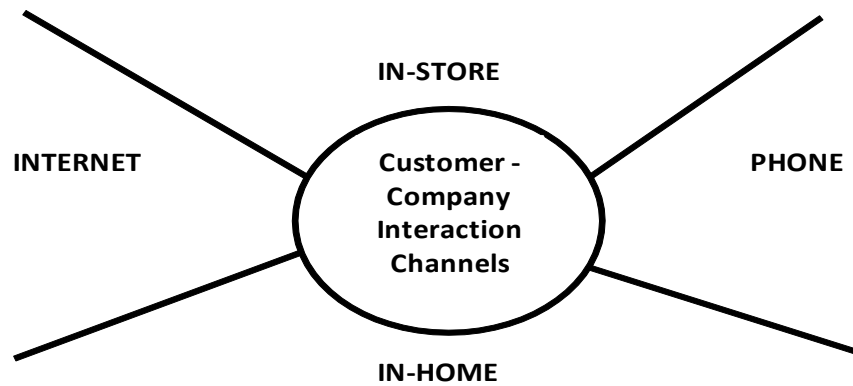 IN-STORE
INTERNET
Customer -
Company
Interaction
Channels
PHONE
IN-HOME